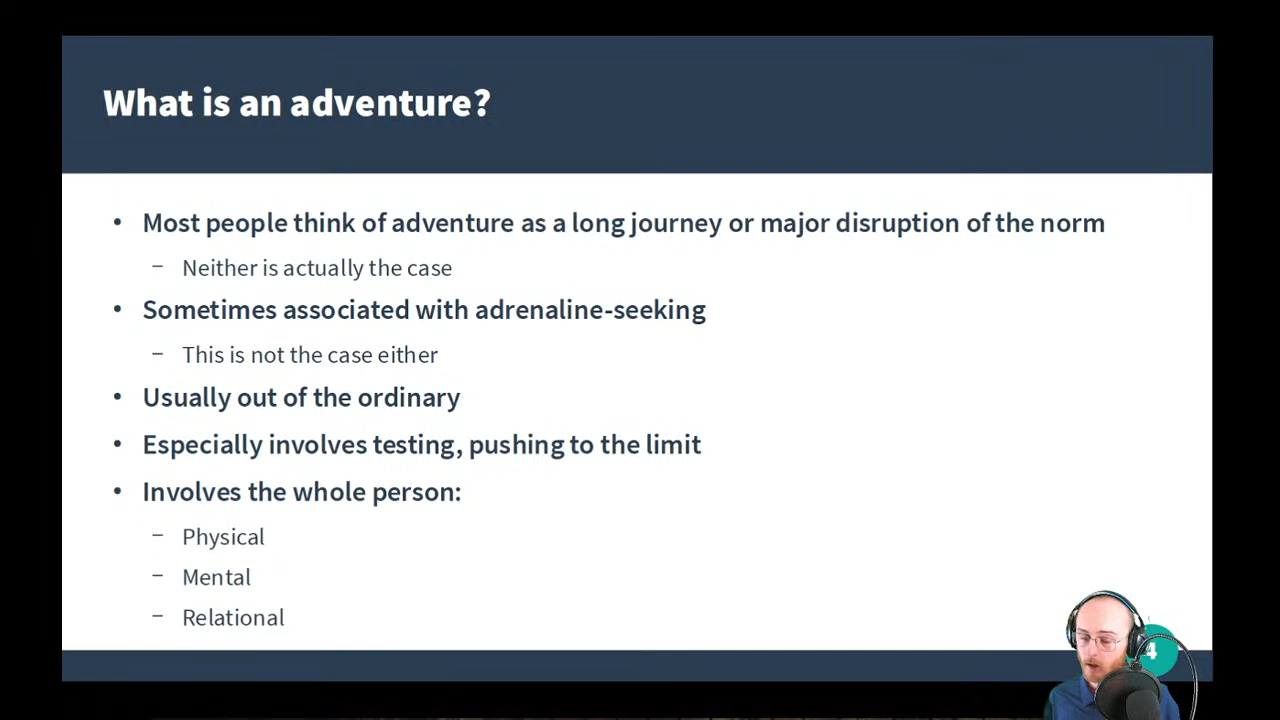 What is an adventure?
• Most people think of adventure as a long journey or major disruption of the norm
– Neither is actually the case
• Sometimes associated with adrenaline-seeking
– This is not the case either
• Usually out of the ordinary
• Especially involves testing, pushing to the limit
• Involves the whole person:
– Physical
– Mental
– Relational
4